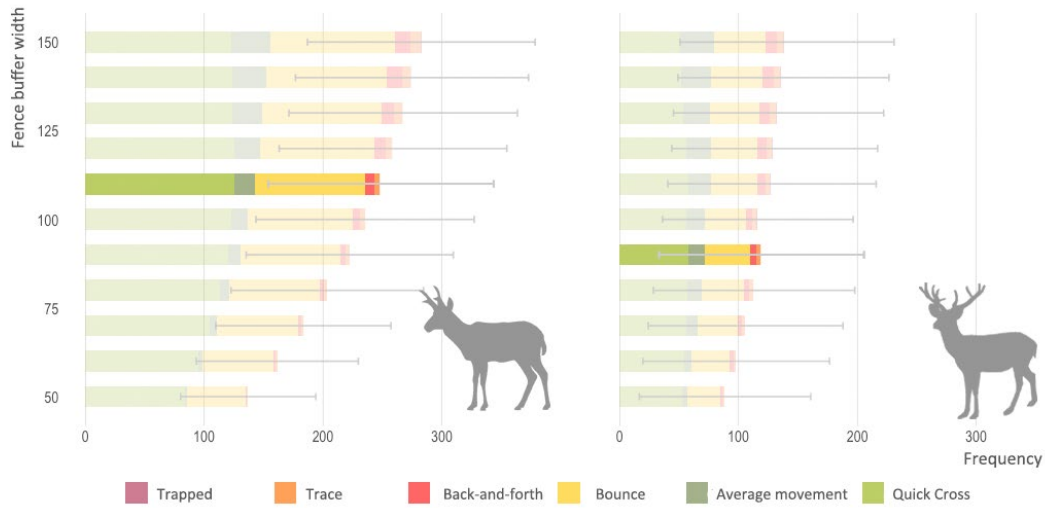 Fence buffer width
150
125
100
75
50
0 100 200 300
0 100 200 300
Frequency
Trapped Trace Back-and-forth Bounce Average movement Quick Cross